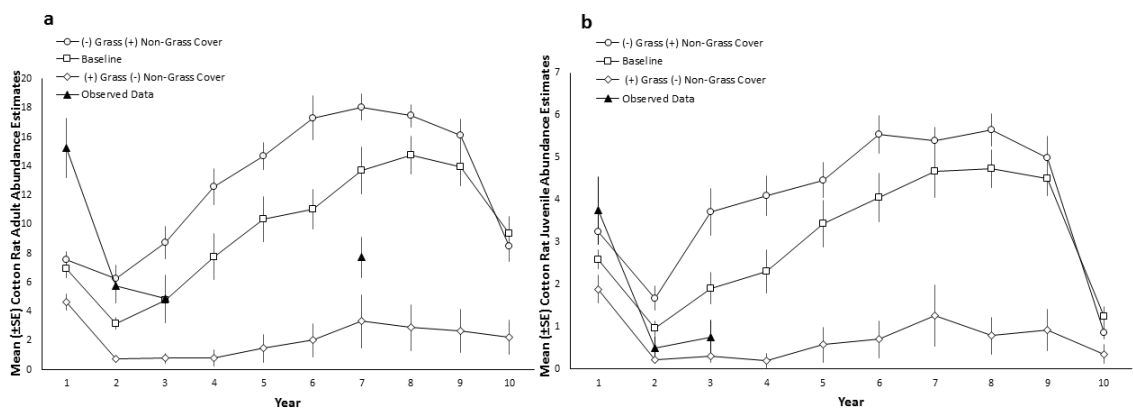 a
(-) Grass (+) Non-Grass Cover
Baseline
(+) Grass (-) Non-Grass Cover
Observed Data
Mean (±SE) Cotton Rat Adult Abundance Estimates
20
18
16
14
12
10
8
6
4
2
0
1 2 3 4 5 6 7 8 9 10
Year
b
(-) Grass (+) Non-Grass Cover
Baseline
(+) Grass (-) Non-Grass Cover
Observed Data
Mean (±SE) Cotton Rat Juvenile Abundance Estimates
7
6
5
4
3
2
1
0
1 2 3 4 5 6 7 8 9 10
Year